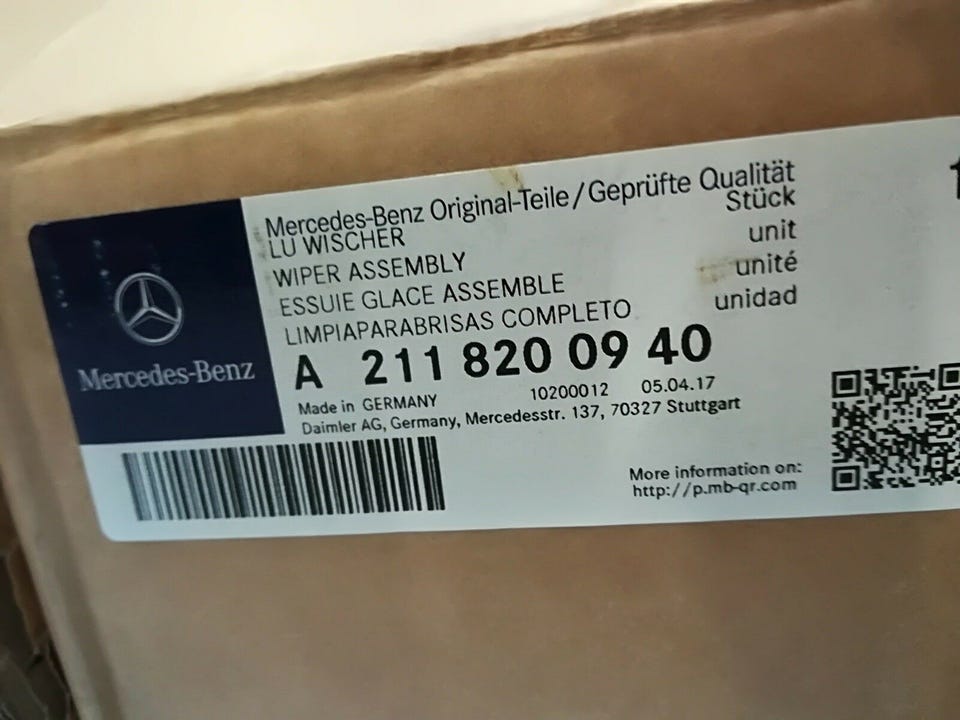 Mercedes-Benz
Mercedes-Benz Original-Teile/Geprüfte Qualität
LU WISCHER Stück
WIPER ASSEMBLY unit
ESSUIE GLACE ASSEMBLE unité
LIMPIAPARABRISAS COMPLETO unidad
A 211 820 09 40
Made in GERMANY 10200012 05.04.17
Daimler AG, Germany, Mercedesstr. 137, 70327 Stuttgart
More information on:
http://p.mb-qr.com